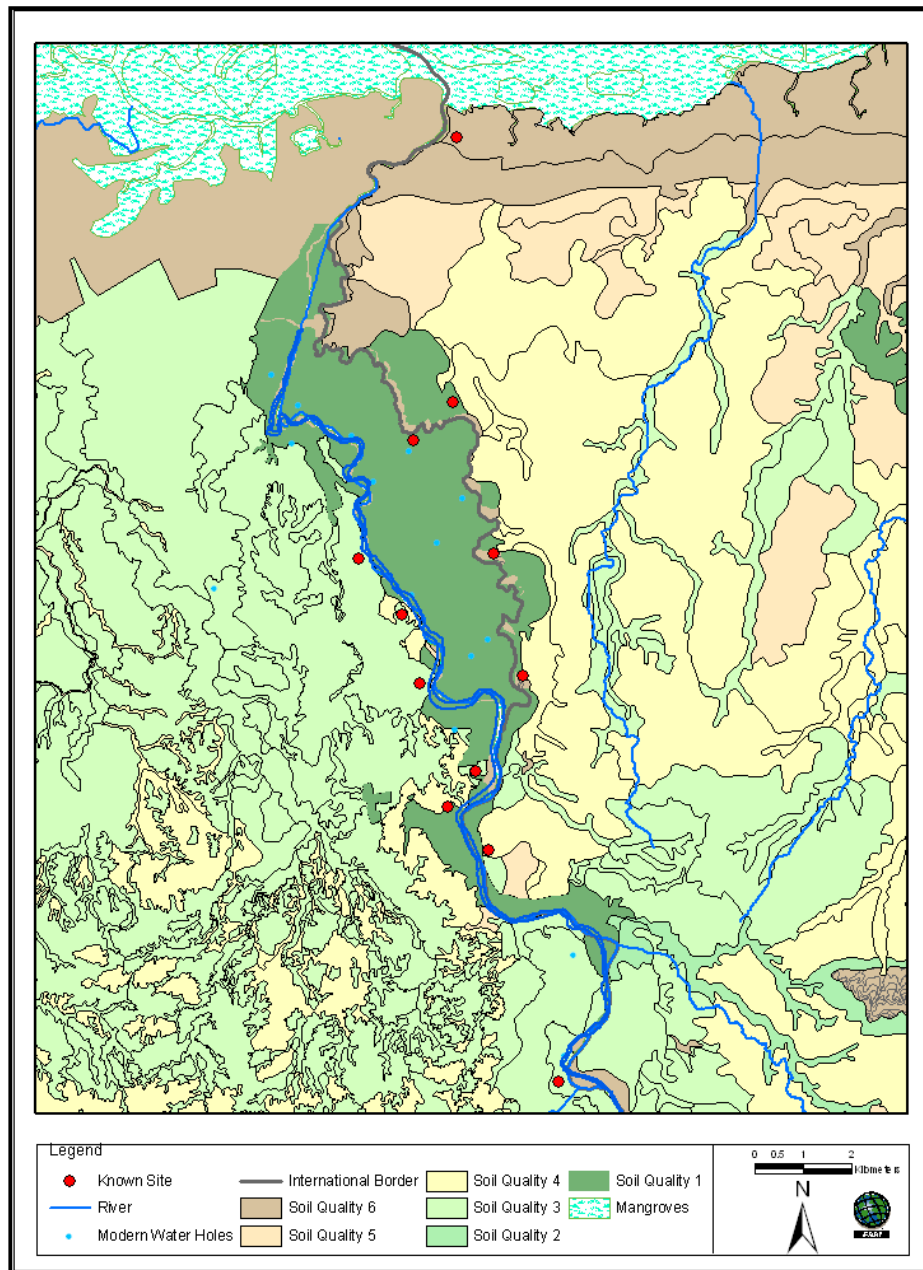 Legend
Known Site
River
Modern Water Holes
International Border
Soil Quality 6
Soil Quality 5
Soil Quality 4
Soil Quality 3
Soil Quality 2
Soil Quality 1
Mangroves
0 0.5 1 2
Kilometers
N
ESRI